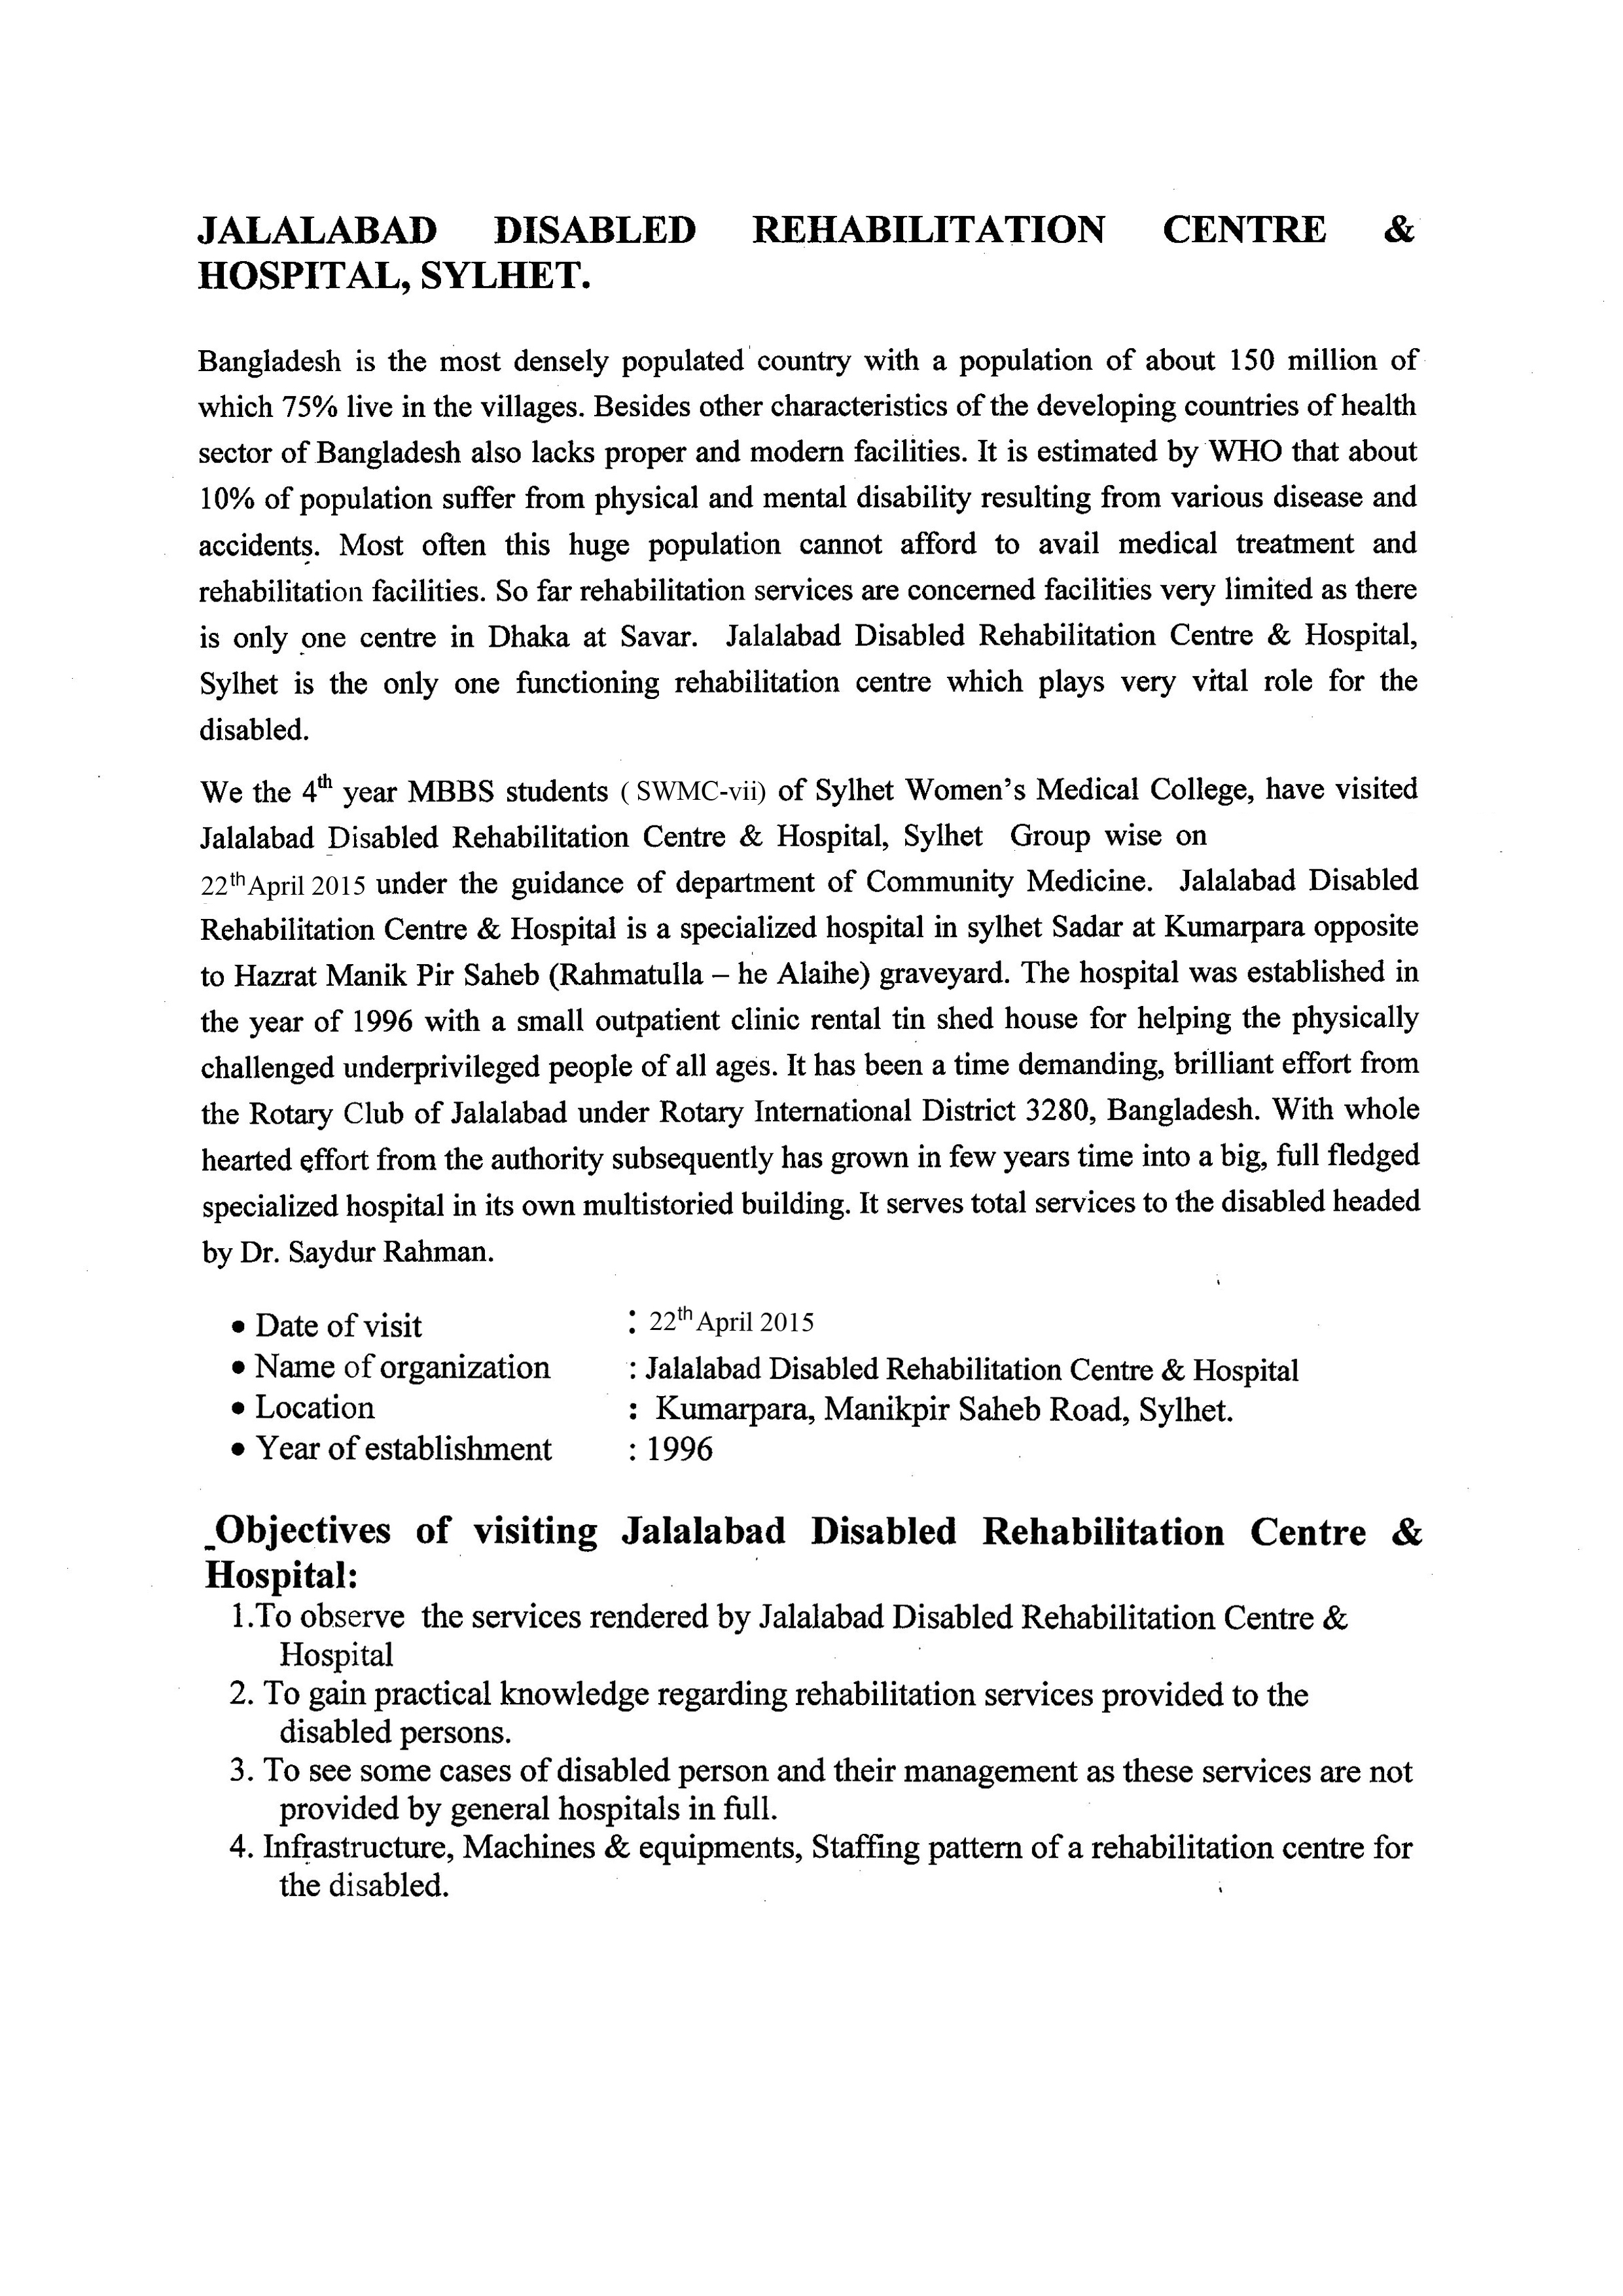 JALALABAD DISABLED REHABILITATION CENTRE &
HOSPITAL, SYLHET.
Bangladesh is the most densely populated country with a population of about 150 million of
which 75% live in the villages. Besides other characteristics of the developing countries of health
sector of Bangladesh also lacks proper and modern facilities. It is estimated by WHO that about
10% of population suffer from physical and mental disability resulting from various disease and
accidents. Most often this huge population cannot afford to avail medical treatment and
rehabilitation facilities. So far rehabilitation services are concerned facilities very limited as there
is only one centre in Dhaka at Savar. Jalalabad Disabled Rehabilitation Centre & Hospital,
Sylhet is the only one functioning rehabilitation centre which plays very vital role for the
disabled.
We the 4th year MBBS students ( SWMC-vii) of Sylhet Women's Medical College, have visited
Jalalabad Disabled Rehabilitation Centre & Hospital, Sylhet Group wise on
22th April 2015 under the guidance of department of Community Medicine. Jalalabad Disabled
Rehabilitation Centre & Hospital is a specialized hospital in sylhet Sadar at Kumarpara opposite
to Hazrat Manik Pir Saheb (Rahmatulla – he Alaihe) graveyard. The hospital was established in
the year of 1996 with a small outpatient clinic rental tin shed house for helping the physically
challenged underprivileged people of all ages. It has been a time demanding, brilliant effort from
the Rotary Club of Jalalabad under Rotary International District 3280, Bangladesh. With whole
hearted effort from the authority subsequently has grown in few years time into a big, full fledged
specialized hospital in its own multistoried building. It serves total services to the disabled headed
by Dr. Saydur Rahman.
• Date of visit : 22th April 2015
• Name of organization : Jalalabad Disabled Rehabilitation Centre & Hospital
• Location : Kumarpara, Manikpir Saheb Road, Sylhet.
• Year of establishment : 1996
Objectives of visiting Jalalabad Disabled Rehabilitation Centre &
Hospital:
1.To observe the services rendered by Jalalabad Disabled Rehabilitation Centre &
Hospital
2. To gain practical knowledge regarding rehabilitation services provided to the
disabled persons.
3. To see some cases of disabled person and their management as these services are not
provided by general hospitals in full.
4. Infrastructure, Machines & equipments, Staffing pattern of a rehabilitation centre for
the disabled.